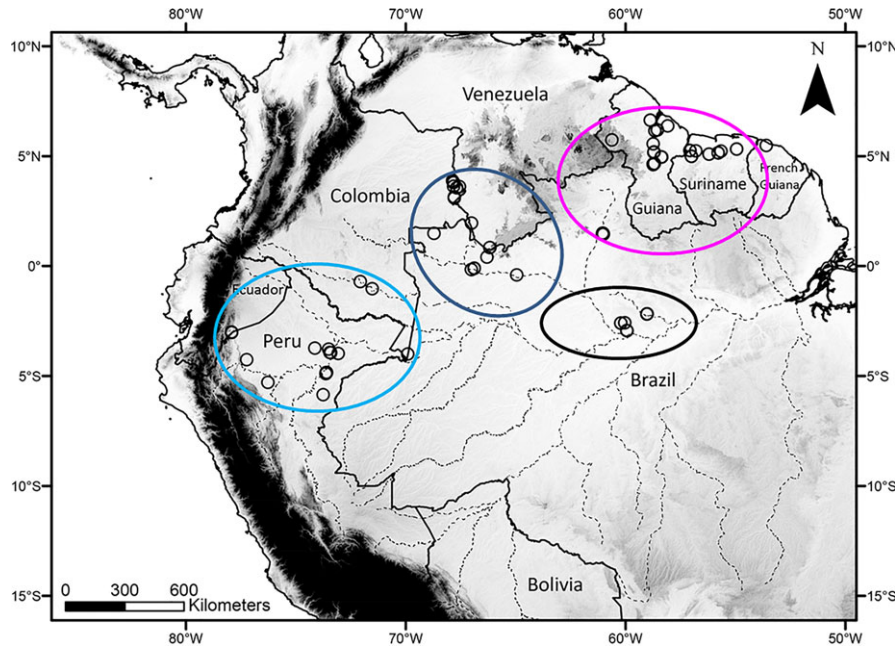 80°W 70°W 60°W 50°W
10°N 10°N
N
Venezuela
5°N 5°N
Colombia
French
Guiana
Suriname
Guiana
0° 0°
Ecuador
Peru
5°S 5°S
Brazil
10°S 10°S
Bolivia
0 300 600
Kilometers
15°S 15°S
80°W 70°W 60°W 50°W